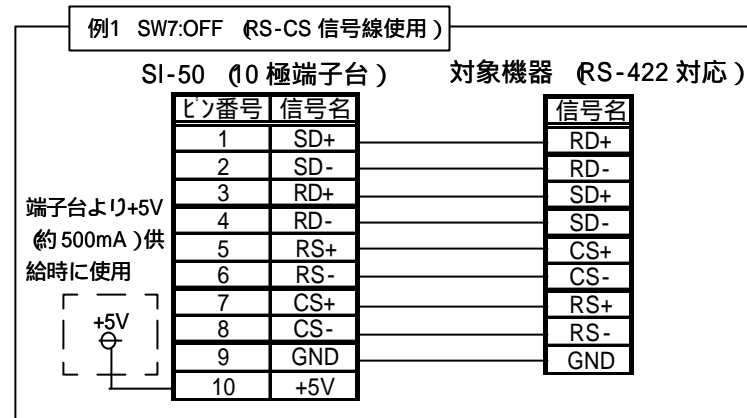 例1 SW7:OFF (RS-CS 信号線使用)
SI-50 (10 極端子台)
対象機器 (RS-422 対応)
ピン番号 信号名
1 SD+
2 SD-
3 RD+
4 RD-
5 RS+
6 RS-
7 CS+
8 CS-
9 GND
10 +5V
信号名
RD+
RD-
SD+
SD-
CS+
CS-
RS+
RS-
GND
端子台より+5V
(約 500mA)供
給時に使用
+5V